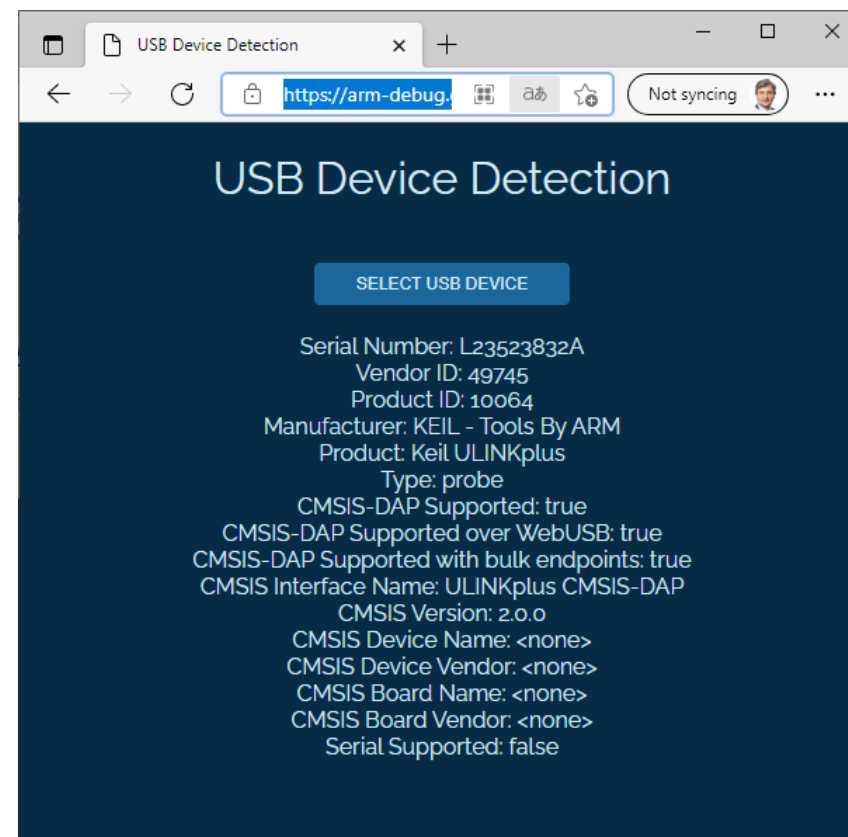 USB Device Detection
https://arm-debug.
aあ
Not syncing
USB Device Detection
SELECT USB DEVICE
Serial Number: L23523832A
Vendor ID: 49745
Product ID: 10064
Manufacturer: KEIL - Tools By ARM
Product: Keil ULINKplus
Type: probe
CMSIS-DAP Supported: true
CMSIS-DAP Supported over WebUSB: true
CMSIS-DAP Supported with bulk endpoints: true
CMSIS Interface Name: ULINKplus CMSIS-DAP
CMSIS Version: 2.0.0
CMSIS Device Name: <none>
CMSIS Device Vendor: <none>
CMSIS Board Name: <none>
CMSIS Board Vendor: <none>
Serial Supported: false